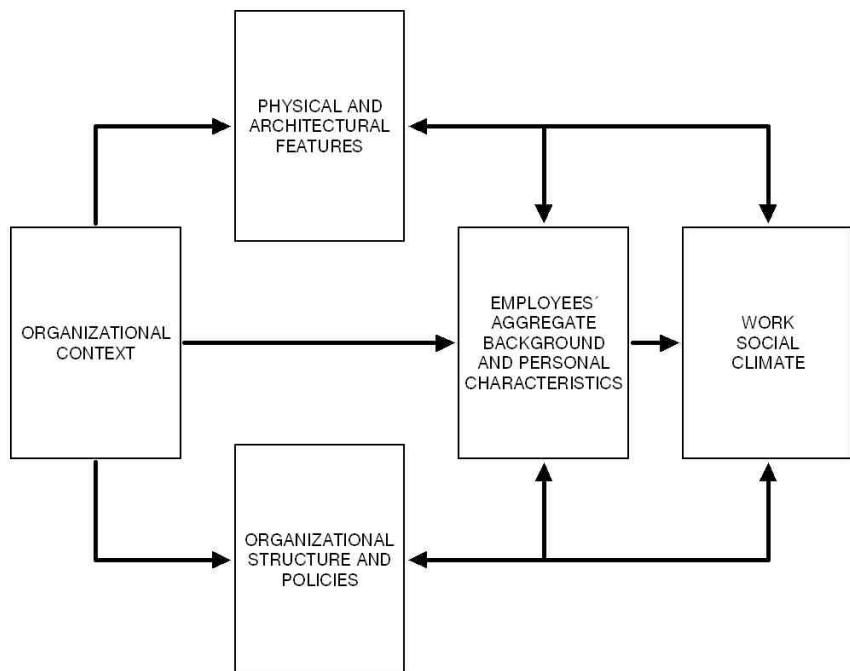 PHYSICAL AND
ARCHITECTURAL
FEATURES
ORGANIZATIONAL
CONTEXT
EMPLOYEES´
AGGREGATE
BACKGROUND
AND PERSONAL
CHARACTERISTICS
WORK
SOCIAL
CLIMATE
ORGANIZATIONAL
STRUCTURE AND
POLICIES